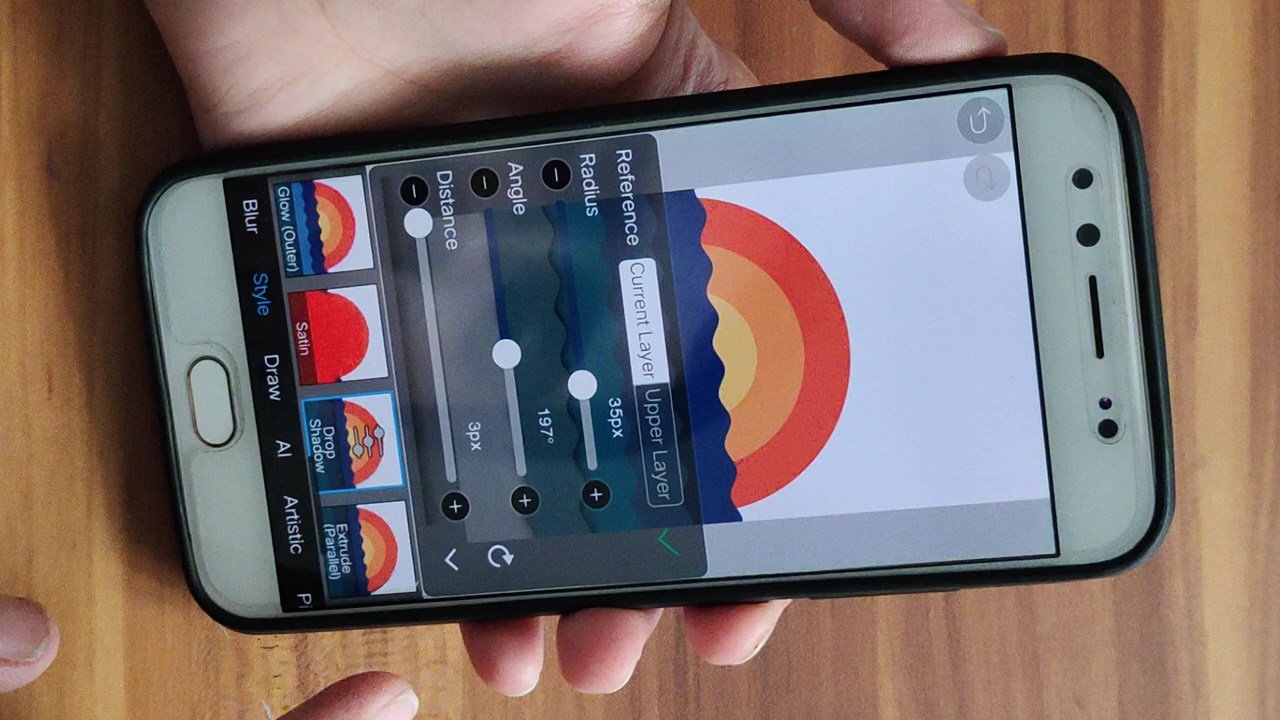 Reference Current Layer Upper Layer
Radius 35px
Angle 197°
Distance 3px
Glow (Outer)
Satin
Drop
Shadow
Extrude
(Parallel)
Blur Style Draw AI Artistic Pi